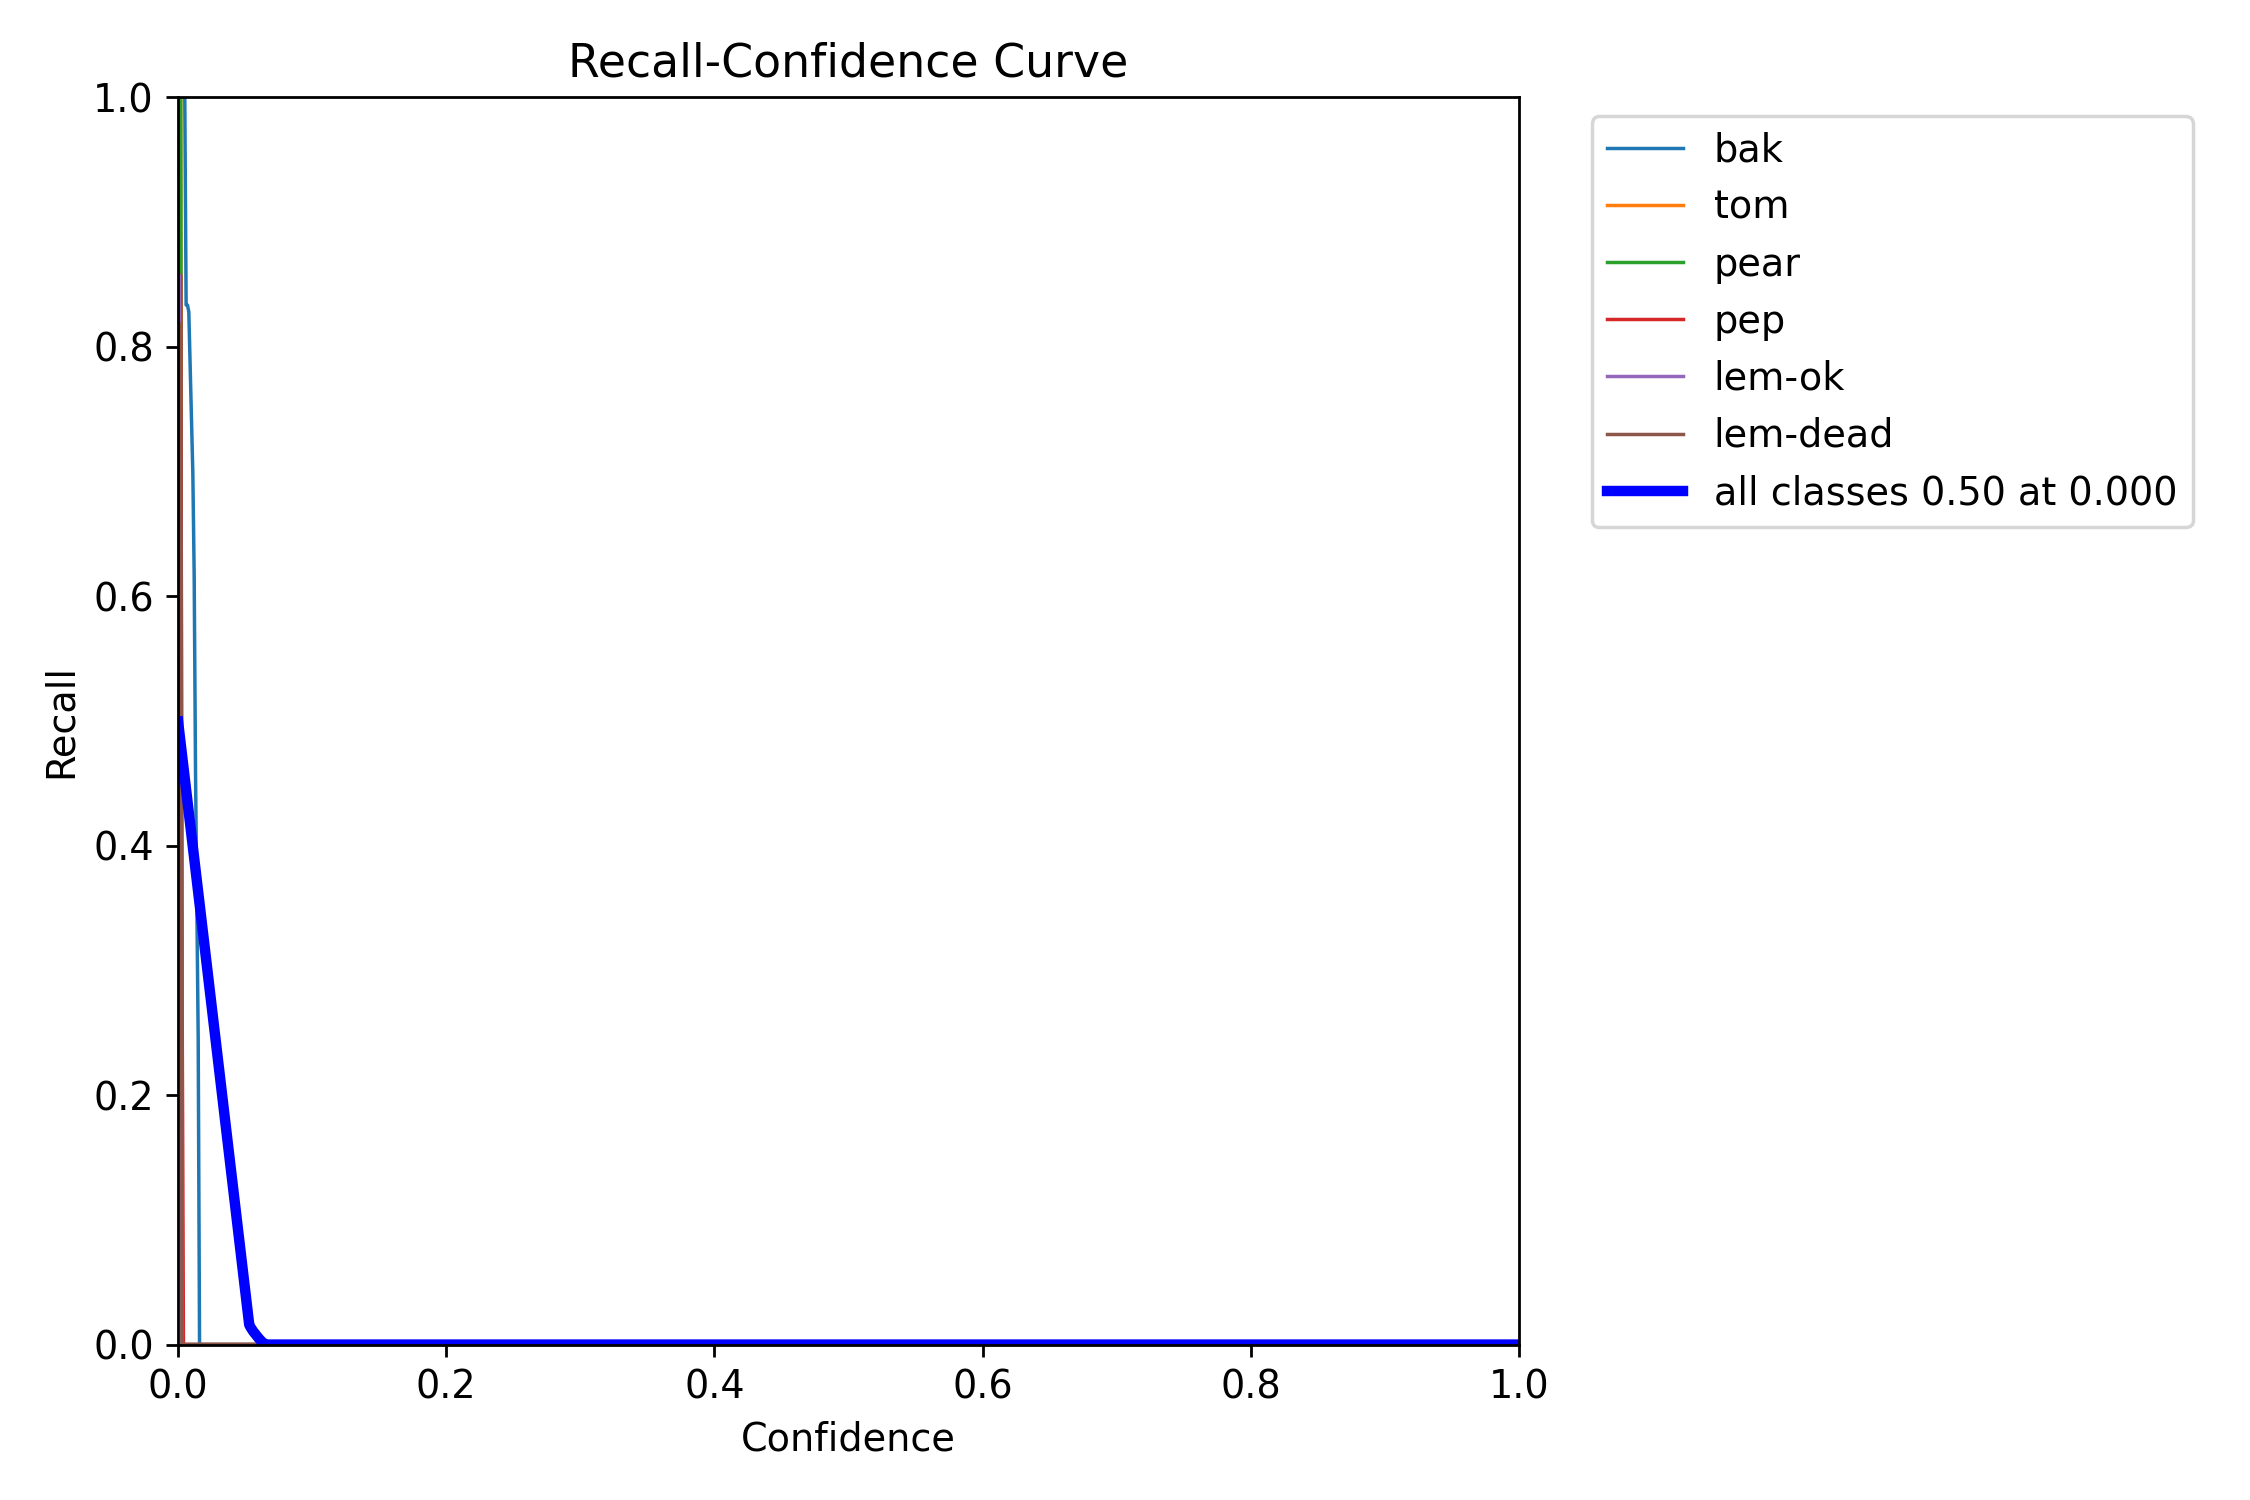 Recall-Confidence Curve
1.0
0.8
0.6
0.4
0.2
0.0
Recall
0.0 0.2 0.4 0.6 0.8 1.0
Confidence
bak
tom
pear
pep
lem-ok
lem-dead
all classes 0.50 at 0.000